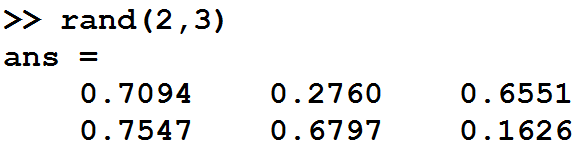 >> rand(2,3)
ans =
0.7094 0.2760 0.6551
0.7547 0.6797 0.1626